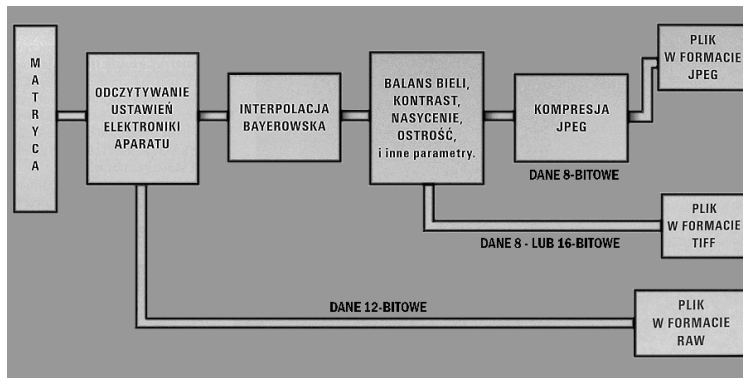 MATRYCA
ODCZYTYWANIE
USTAWIEŃ
ELEKTRONIKI
APARATU
INTERPOLACJA
BAYEROWSKA
BALANS BIELI,
KONTRAST,
NASYCENIE,
OSTROŚĆ,
i inne parametry.
KOMPRESJA
JPEG
DANE 8-BITOWE
PLIK
W FORMACIE
JPEG
DANE 8 - LUB 16-BITOWE
PLIK
W FORMACIE
TIFF
DANE 12-BITOWE
PLIK
W FORMACIE
RAW